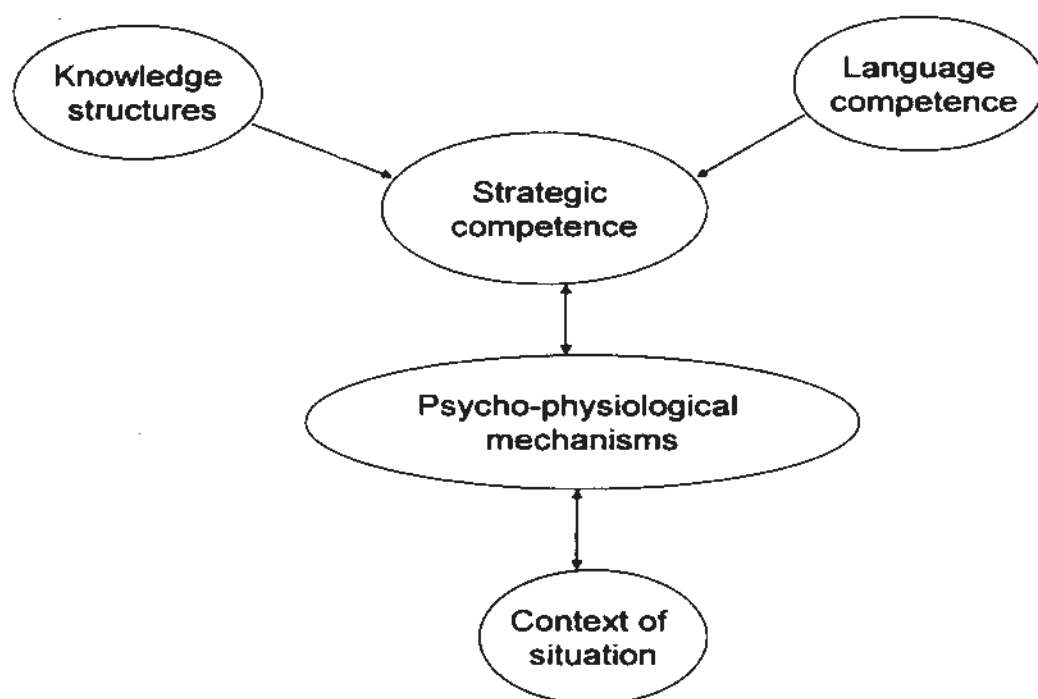 Knowledge
structures
Language
competence
Strategic
competence
Psycho-physiological
mechanisms
Context of
situation